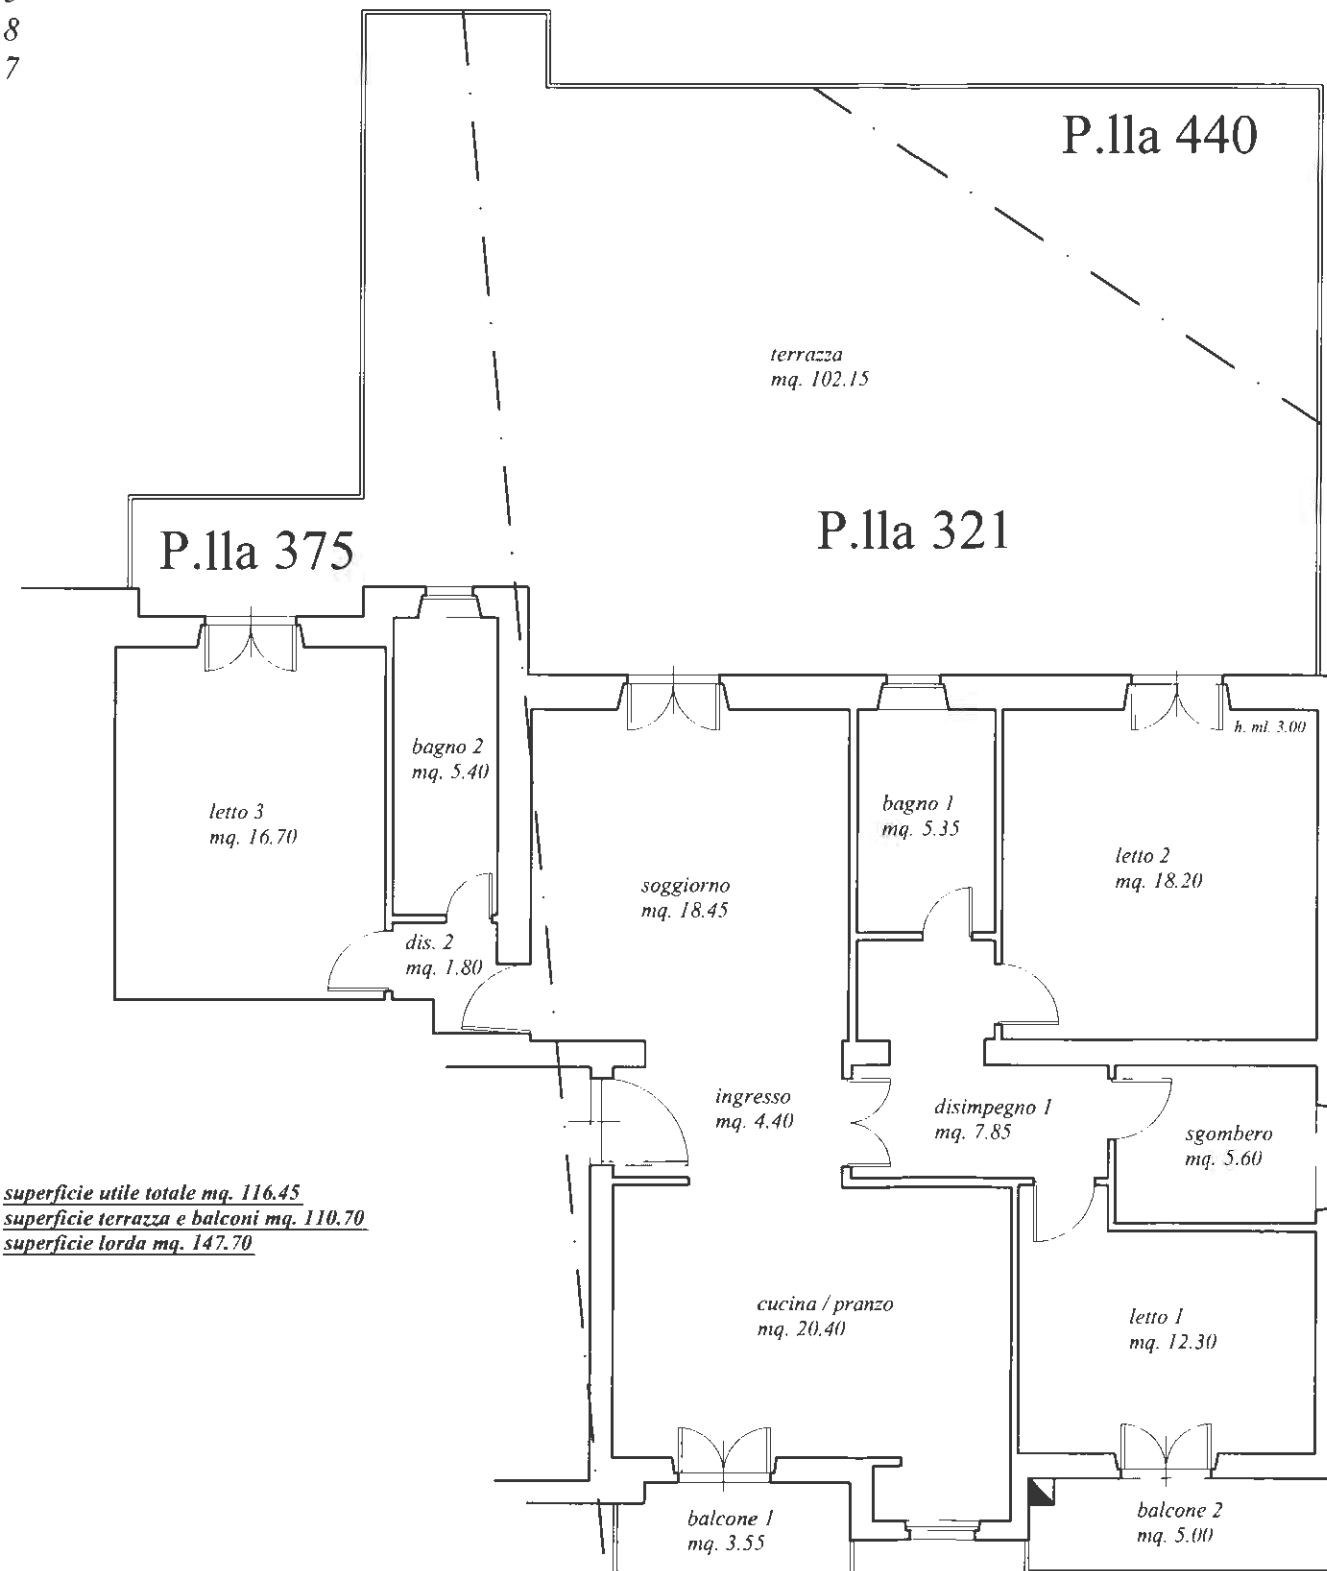 8
7
P.lla 440
terrazza
mq. 102.15
P.lla 321
P.lla 375
h. ml. 3.00
bagno 2
mq. 5.40
letto 3
mq. 16.70
bagno 1
mq. 5.35
letto 2
mq. 18.20
soggiorno
mq. 18.45
dis. 2
mq. 1.80
ingresso
mq. 4.40
disimpegno 1
mq. 7.85
sgombero
mq. 5.60
superficie utile totale mq. 116.45
superficie terrazza e balconi mq. 110.70
superficie lorda mq. 147.70
cucina / pranzo
mq. 20.40
letto 1
mq. 12.30
balcone 1
mq. 3.55
balcone 2
mq. 5.00